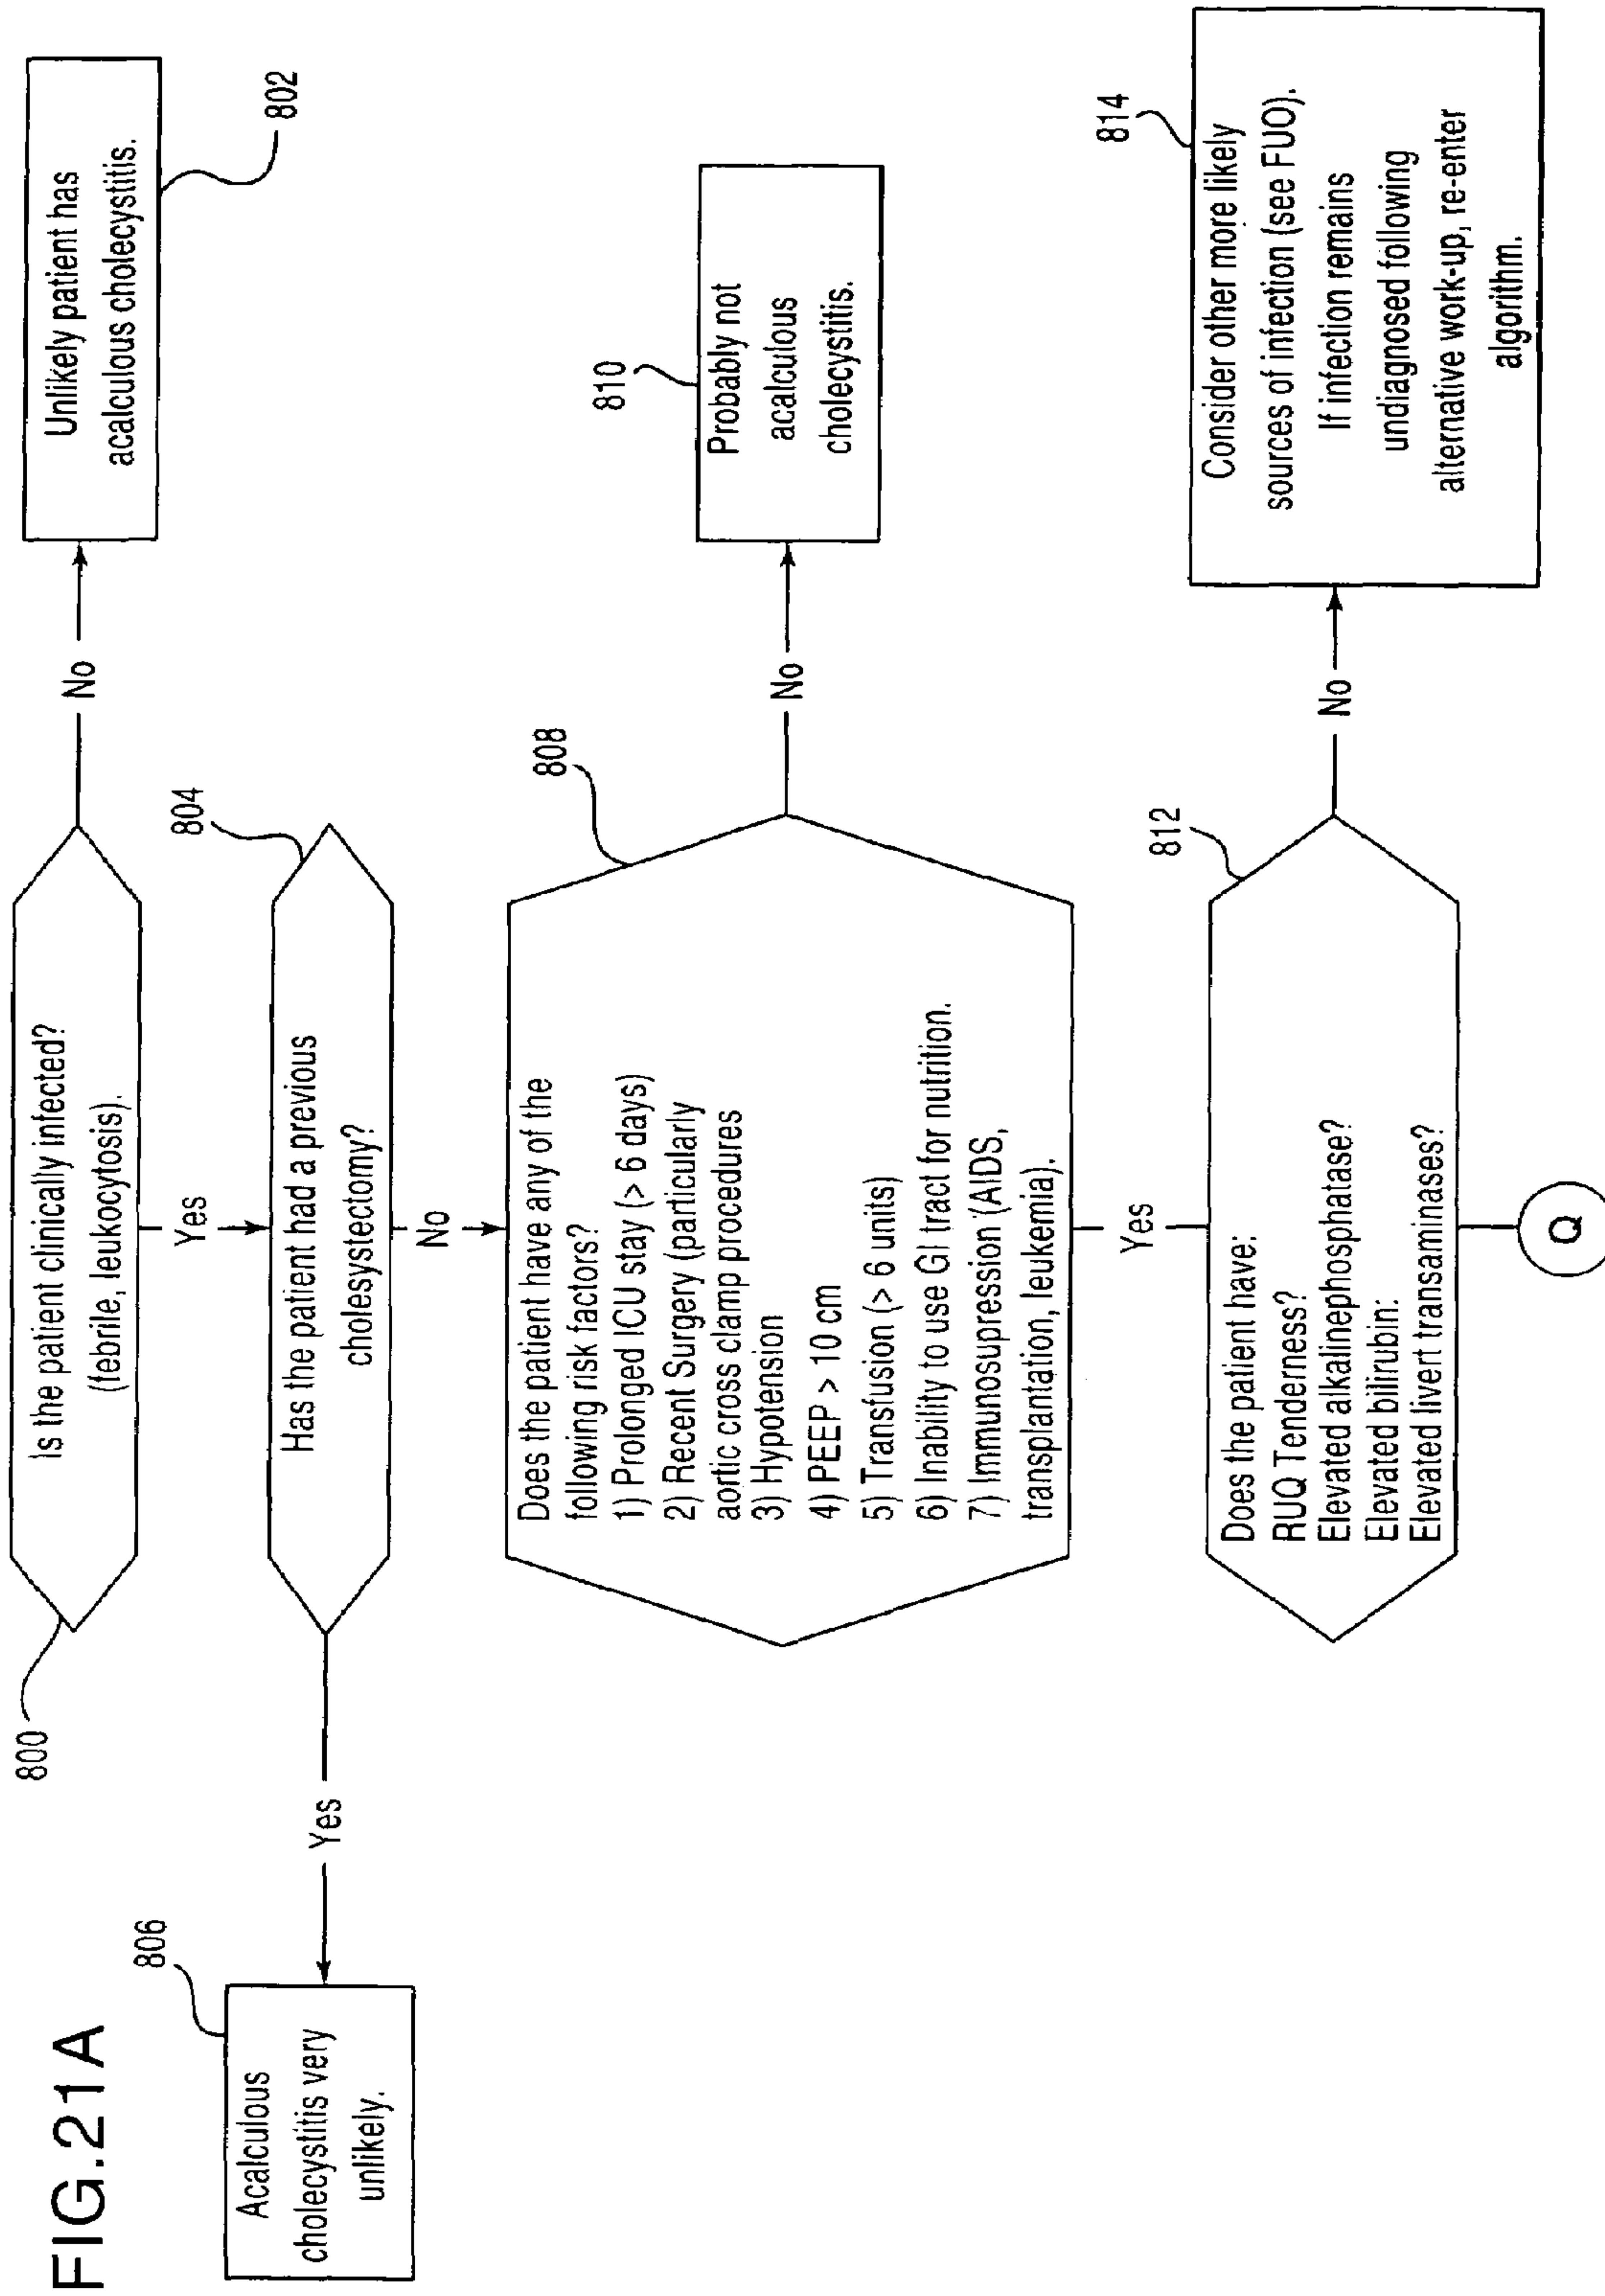 FIG.21A
800
Is the patient clinically infected?
(febrile, leukocytosis).
No
Unlikely patient has
acalculous cholecystitis.
802
Yes
804
Has the patient had a previous
cholesystectomy?
Yes
806
Acalculous
cholecystitis very
unlikely.
No
808
Does the patient have any of the
following risk factors?
1) Prolonged ICU stay (> 6 days)
2) Recent Surgery (particularly
aortic cross clamp procedures
3) Hypotension
4) PEEP > 10 cm
5) Transfusion (> 6 units)
6) Inability to use GI tract for nutrition.
7) Immunosupression (AIDS,
transplantation, leukemia).
No
810
Probably not
acalculous
cholecystitis.
Yes
812
Does the patient have:
RUQ Tenderness?
Elevated alkalinephosphatase?
Elevated bilirubin:
Elevated livert transaminases?
No
814
Consider other more likely
sources of infection (see FUO).
If infection remains
undiagnosed following
alternative work-up, re-enter
algorithm.
Q